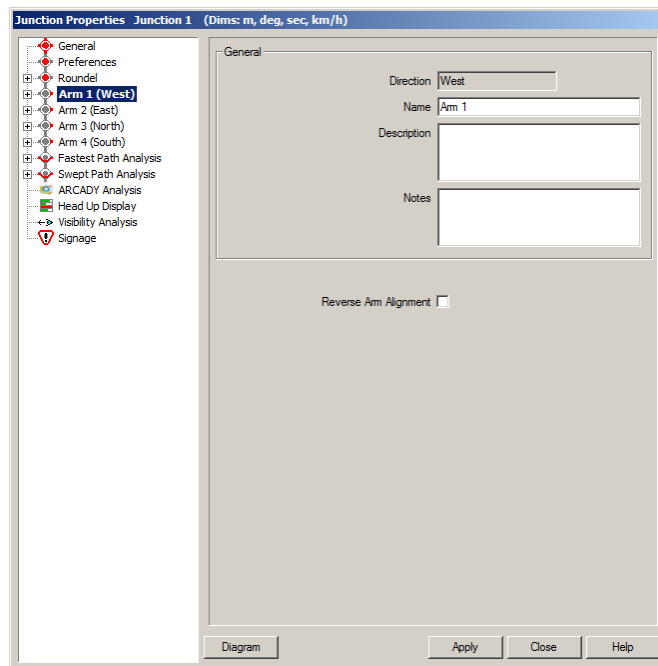 Junction Properties Junction 1 (Dims: m, deg, sec, km/h)
General
Preferences
Roundel
Arm 1 (West)
Arm 2 (East)
Arm 3 (North)
Arm 4 (South)
Fastest Path Analysis
Swept Path Analysis
ARCADY Analysis
Head Up Display
Visibility Analysis
Signage
General
Direction West
Name Arm 1
Description
Notes
Reverse Arm Alignment
Diagram Apply Close Help